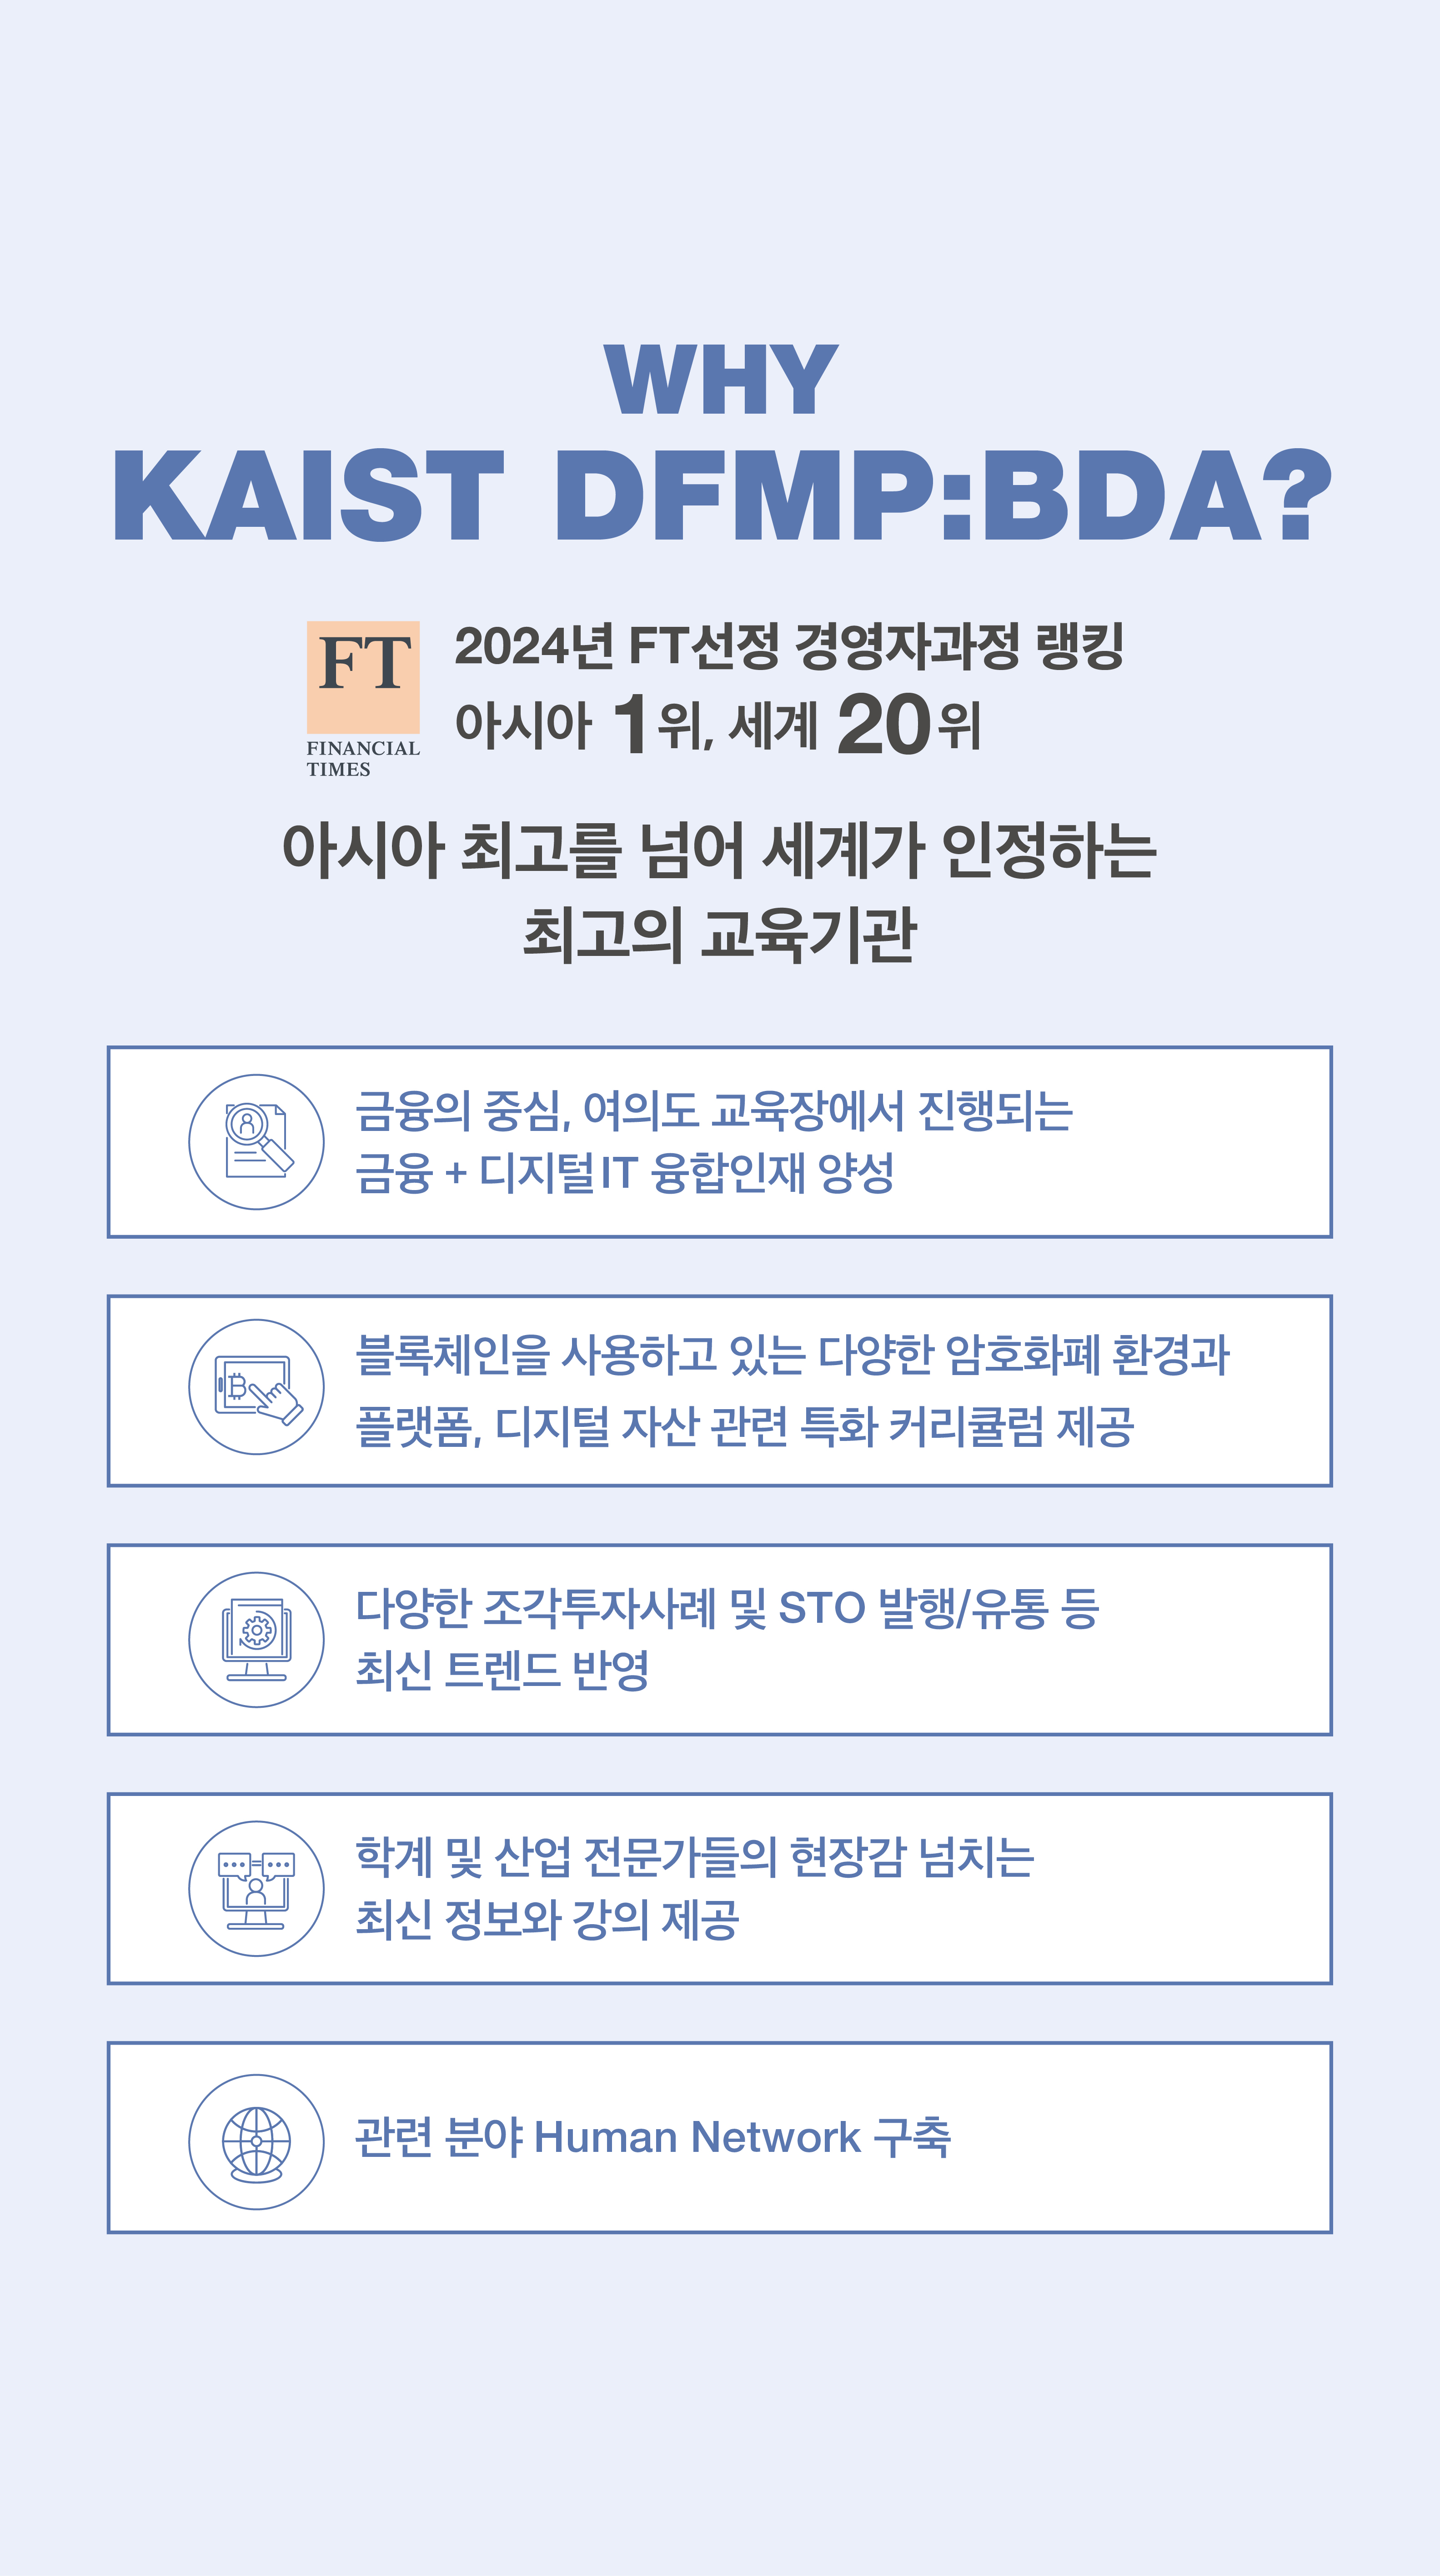 WHY
KAIST DFMP:BDA?
FT
FINANCIAL
TIMES
2024년 FT선정 경영자과정 랭킹
아시아 1위, 세계 20위
아시아 최고를 넘어 세계가 인정하는
최고의 교육기관
금융의 중심, 여의도 교육장에서 진행되는
금융 + 디지털 IT 융합인재 양성
블록체인을 사용하고 있는 다양한 암호화폐 환경과
플랫폼, 디지털 자산 관련 특화 커리큘럼 제공
다양한 조각투자사례 및 STO 발행/유통 등
최신 트렌드 반영
학계 및 산업 전문가들의 현장감 넘치는
최신 정보와 강의 제공
관련 분야 Human Network 구축